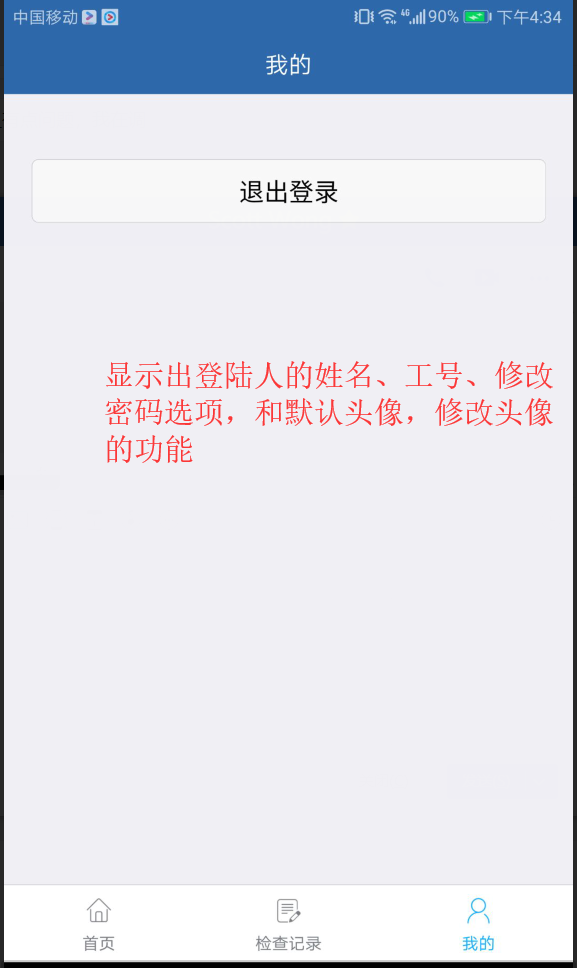 中国移动 4G 90% 下午4:34
我的
退出登录
显示出登陆人的姓名、工号、修改
密码选项，和默认头像，修改头像
的功能
首页 检查记录 我的